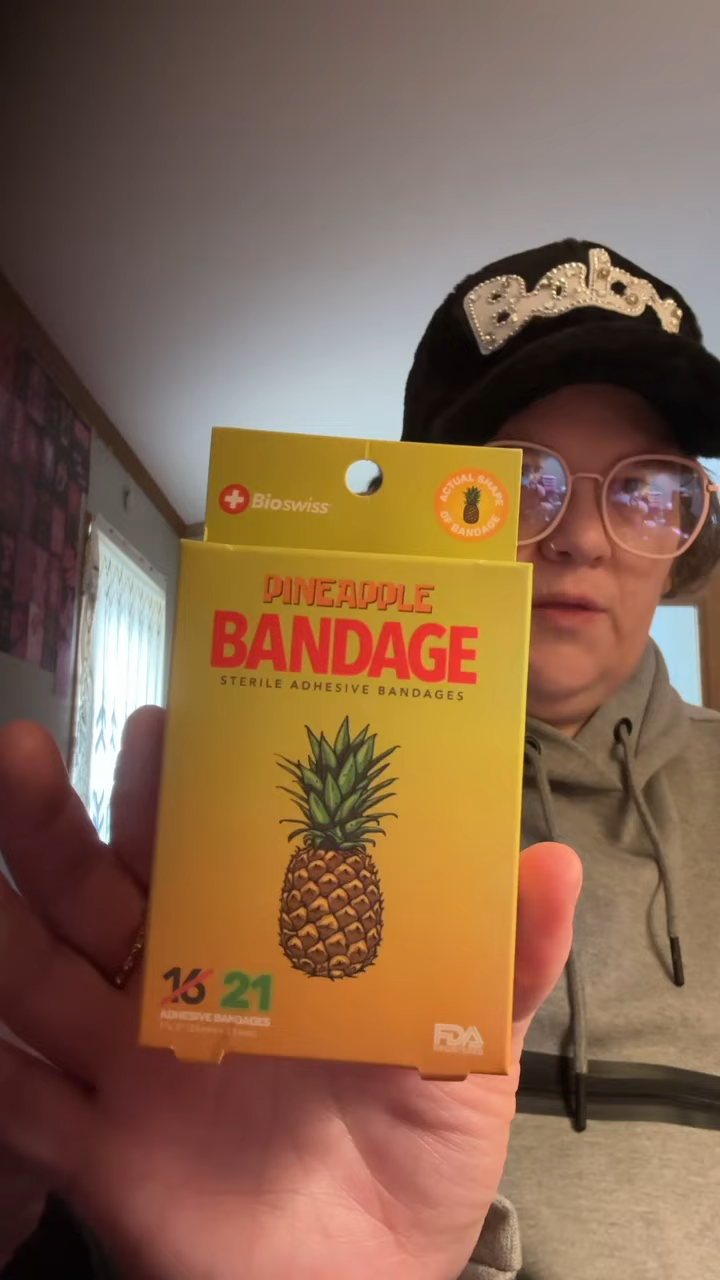 Baby
Bioswiss
ACTUAL SHAPE
OF BANDAGE
PINEAPPLE
BANDAGE
STERILE ADHESIVE BANDAGES
16 21
ADHESIVE BANDAGES
FDA